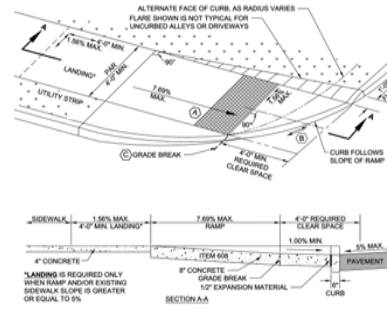 ALTERNATE FACE OF CURB, AS RADIUS VARIES
FLARE SHOWN IS NOT TYPICAL FOR
UNCURBED ALLEYS OR DRIVEWAYS
A
1.56% MAX.
4'-0" MIN.
LANDING*
PAR
4'-0" MIN.
90°
UTILITY STRIP
7.69%
MAX.
A
7.56%
MAX.
90°
B
A
C GRADE BREAK
4'-0" MIN.
REQUIRED
CLEAR SPACE
CURB FOLLOWS
SLOPE OF RAMP
SIDEWALK
1.56% MAX.
4'-0" MIN. LANDING*
7.69% MAX.
RAMP
4'-0" REQUIRED
CLEAR SPACE
1.00% MIN.
5% MAX.
4" CONCRETE
ITEM 608
PAVEMENT
8" CONCRETE
GRADE BREAK
1/2" EXPANSION MATERIAL
6"
CURB
*LANDING IS REQUIRED ONLY
WHEN RAMP AND/OR EXISTING
SIDEWALK SLOPE IS GREATER
OR EQUAL TO 5%
SECTION A-A